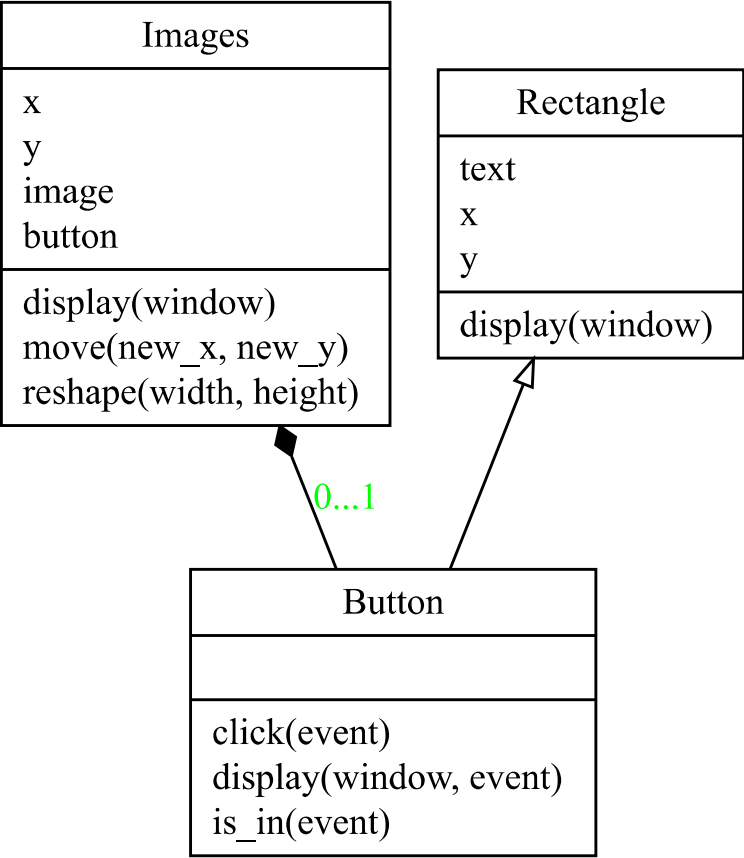 Images
x
y
image
button
display(window)
move(new_x, new_y)
reshape(width, height)
Rectangle
text
x
y
display(window)
0...1
Button
click(event)
display(window, event)
is_in(event)